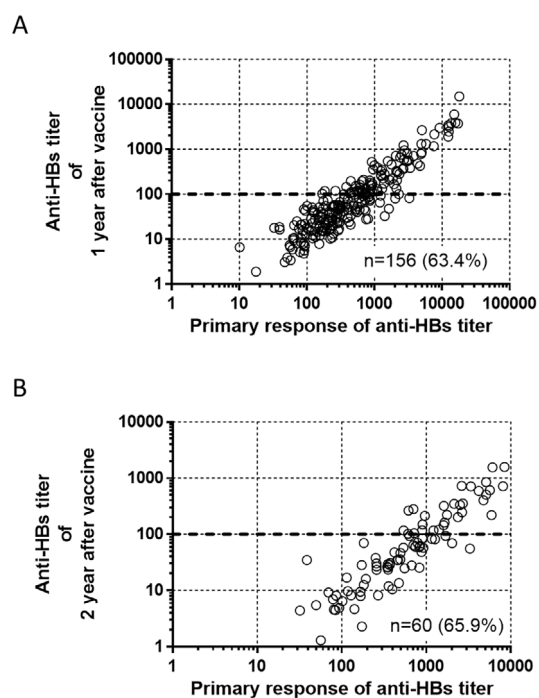 A
100000
10000
1000
100
10
1
Anti-HBs titer
of
1 year after vaccine
n=156 (63.4%)
1 10 100 1000 10000 100000
Primary response of anti-HBs titer
B
10000
1000
100
10
1
Anti-HBs titer
of
2 year after vaccine
n=60 (65.9%)
1 10 100 1000 10000
Primary response of anti-HBs titer